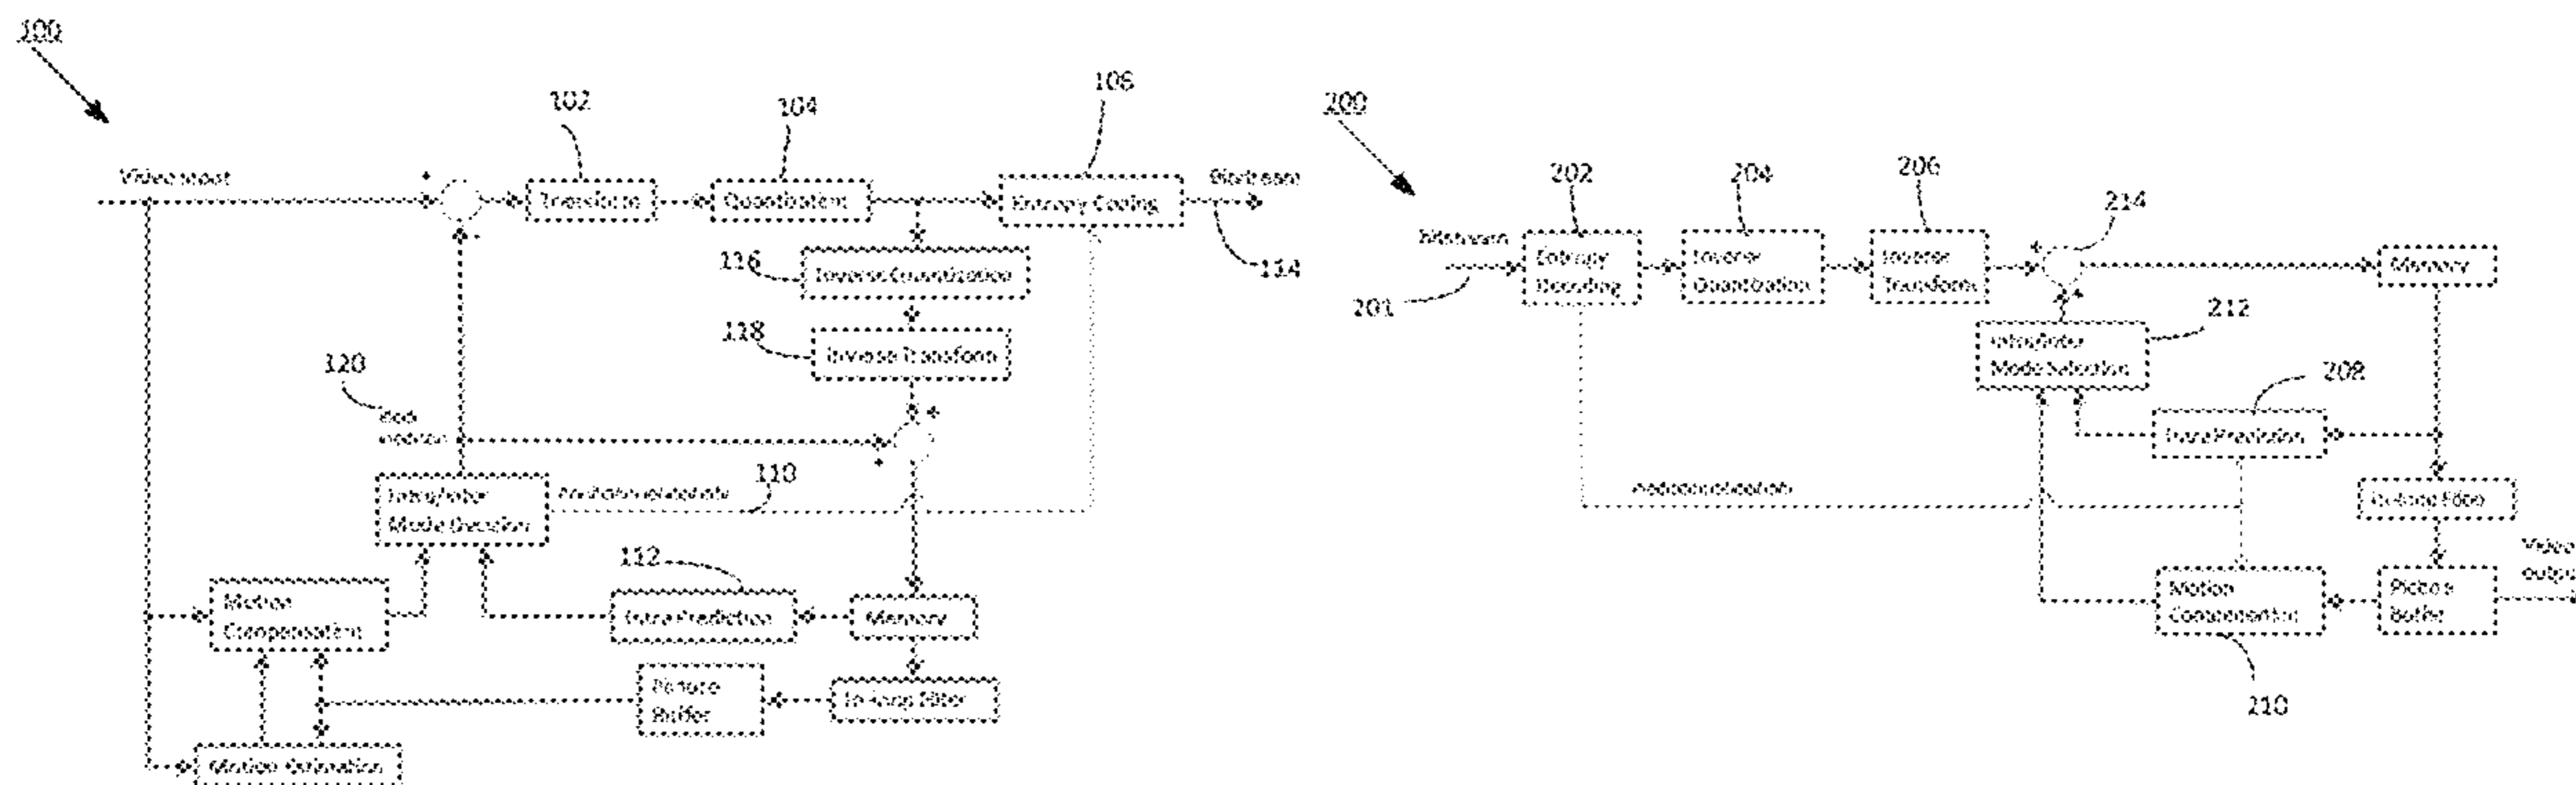 100
102
104
106
Video input
+
Transform
Quantization
Entropy Coding
Bitstream
114
-
116
Inverse Quantization
118
Inverse Transform
120
+
+
110
Intra/Inter
Mode Decision
112
Motion
Compensation
Intra Prediction
Memory
Picture
Buffer
In-loop Filter
Motion Estimation
200
202
204
206
214
bitstream
201
Entropy
Decoding
Inverse
Quantization
Inverse
Transform
+
+
Memory
212
Intra/Inter
Mode Selection
208
Intra Prediction
In-loop Filter
Motion
Compensation
Picture
Buffer
Video
210